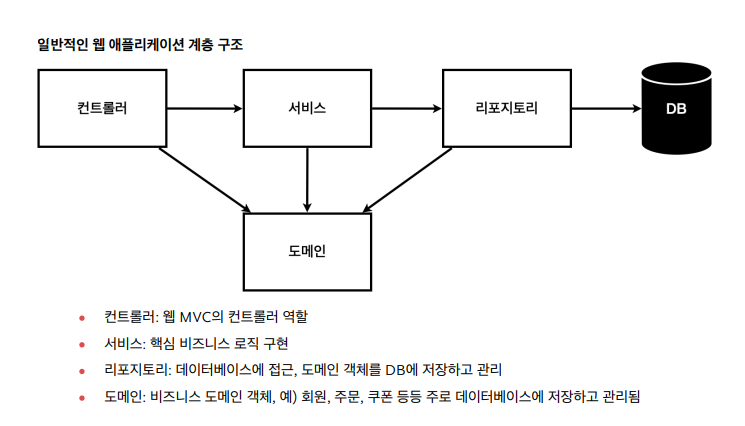 일반적인 웹 애플리케이션 계층 구조
컨트롤러
서비스
리포지토리
DB
도메인
컨트롤러: 웹 MVC의 컨트롤러 역할
서비스: 핵심 비즈니스 로직 구현
리포지토리: 데이터베이스에 접근, 도메인 객체를 DB에 저장하고 관리
도메인: 비즈니스 도메인 객체, 예) 회원, 주문, 쿠폰 등등 주로 데이터베이스에 저장하고 관리됨